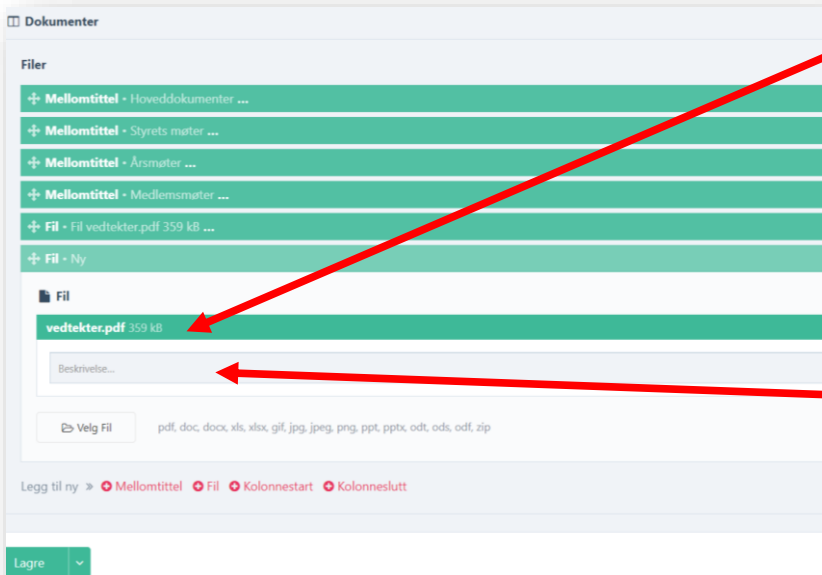 Dokumenter
Filer
Mellomtittel • Hoveddokumenter ...
Mellomtittel • Styrets møter ...
Mellomtittel • Årsmøter ...
Mellomtittel • Medlemsmøter ...
Fil • Fil vedtekter.pdf 359 kB ...
Fil • Ny
Fil
vedtekter.pdf 359 kB
Beskrivelse...
Velg Fil pdf, doc, docx, xls, xlsx, gif, jpg, jpeg, png, ppt, pptx, odt, ods, odf, zip
Legg til ny » Mellomtittel Fil Kolonnestart Kolonneslutt
Lagre